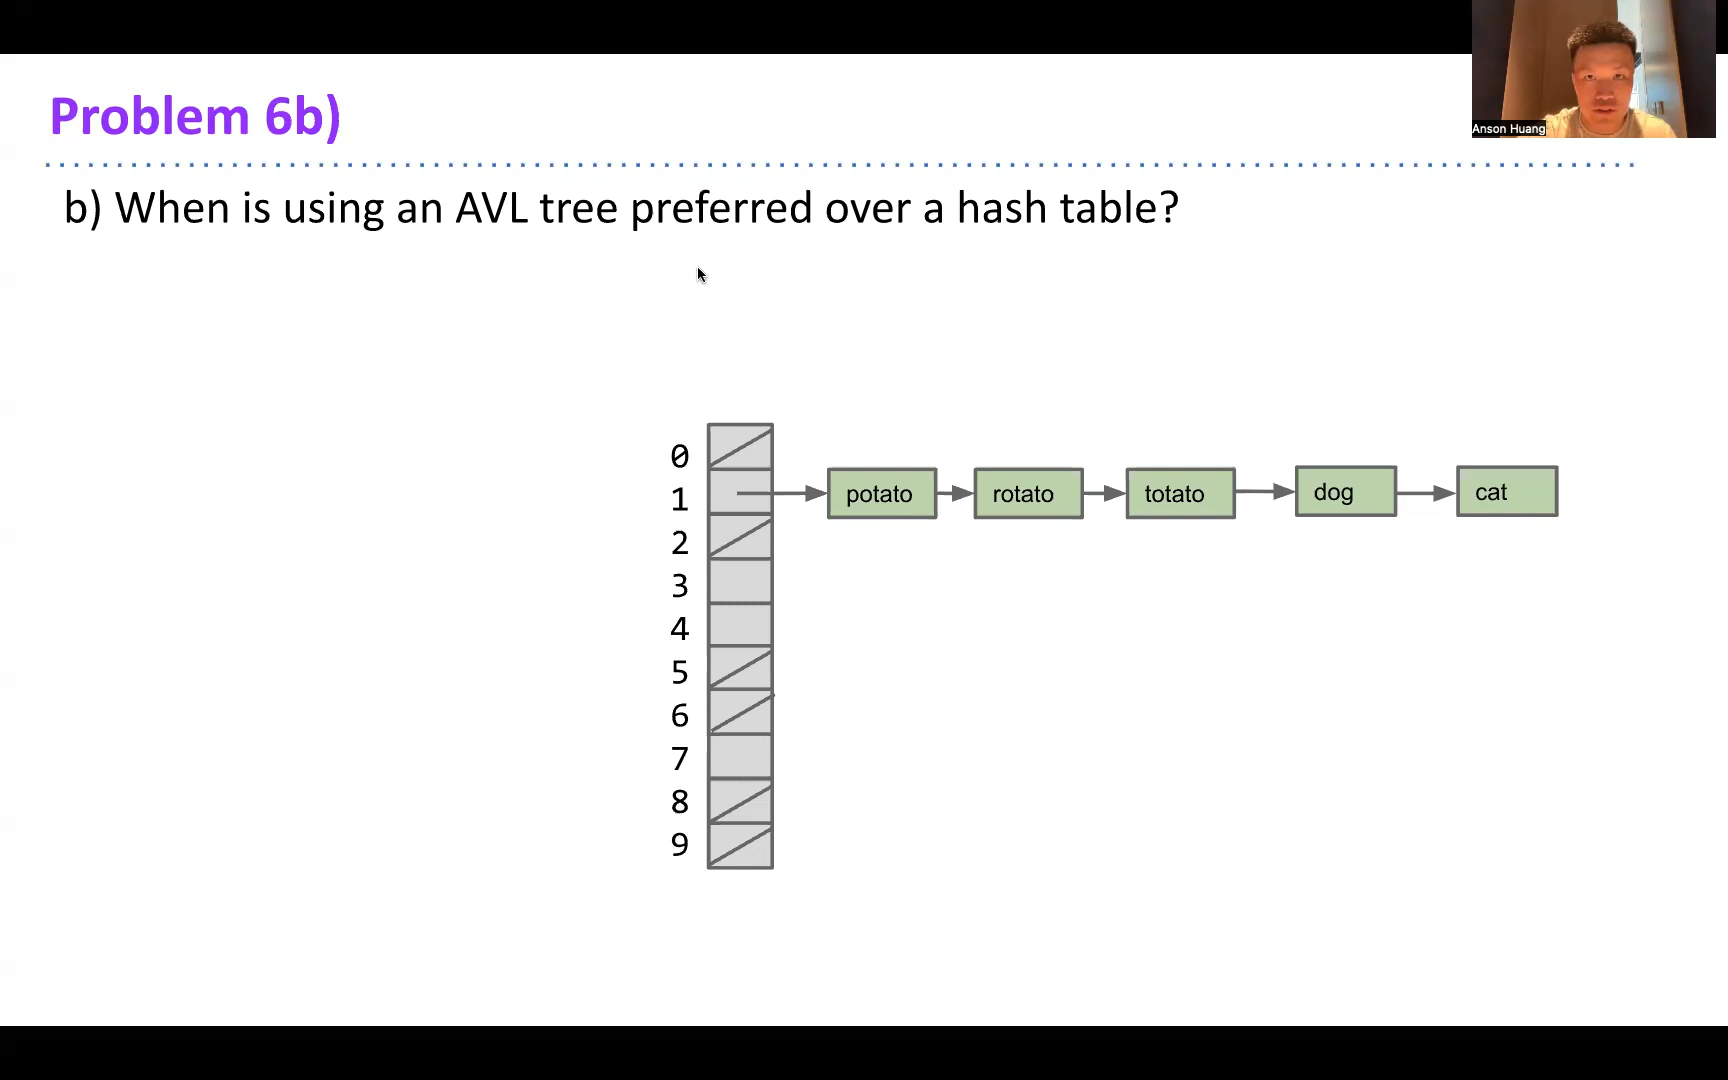 Problem 6b)
Anson Huang
b) When is using an AVL tree preferred over a hash table?
0
1 potato rotato totato dog cat
2
3
4
5
6
7
8
9